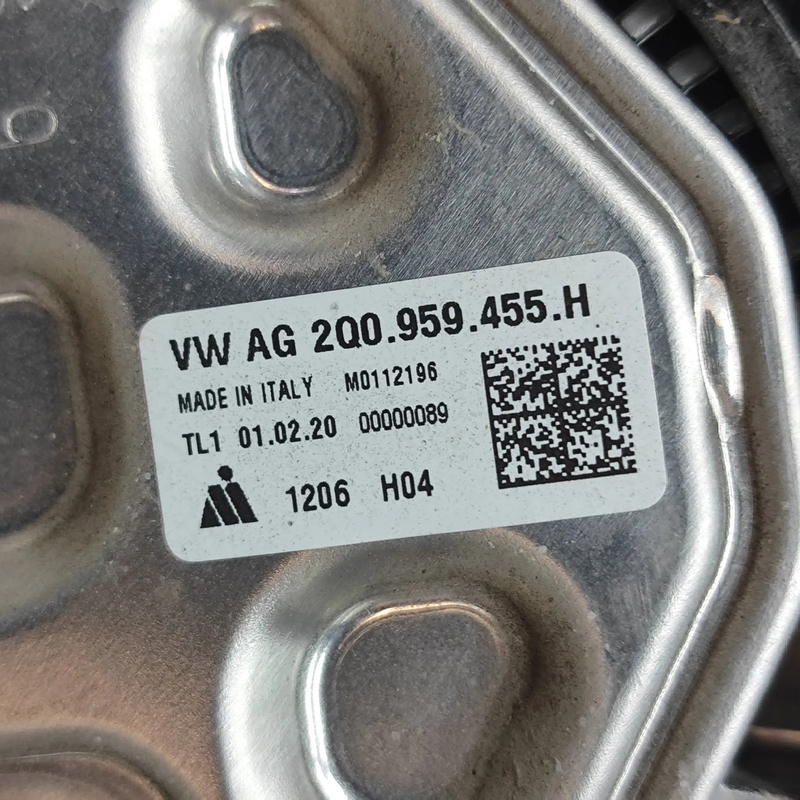 VW AG 2Q0.959.455.H
MADE IN ITALY M0112196
TL1 01.02.20 00000089
1206 H04